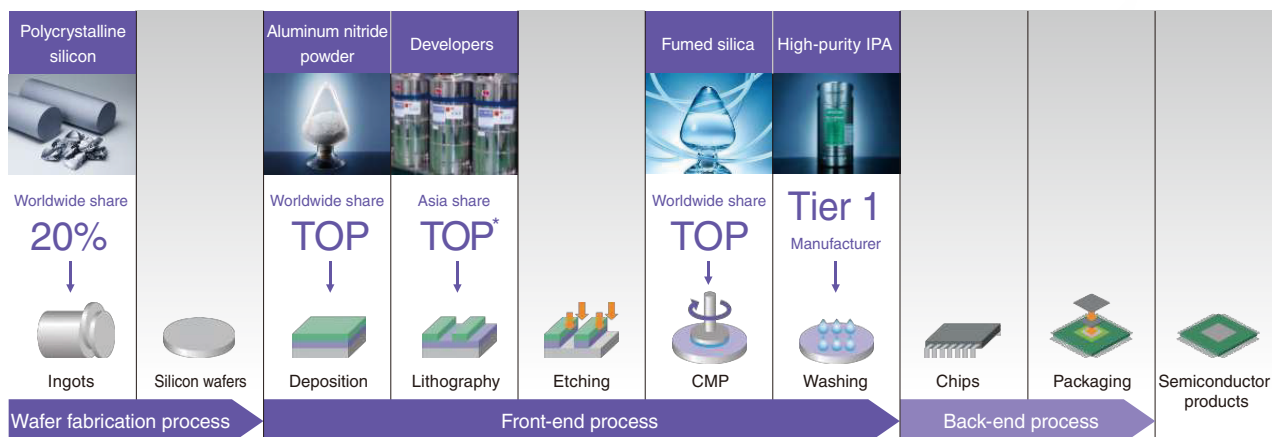 Polycrystalline
silicon
Aluminum nitride
powder
Developers
Fumed silica
High-purity IPA
Worldwide share
20%
Worldwide share
TOP
Asia share
TOP*
Worldwide share
TOP
Tier 1
Manufacturer
Ingots
Silicon wafers
Deposition
Lithography
Etching
CMP
Washing
Chips
Packaging
Semiconductor
products
Wafer fabrication process
Front-end process
Back-end process